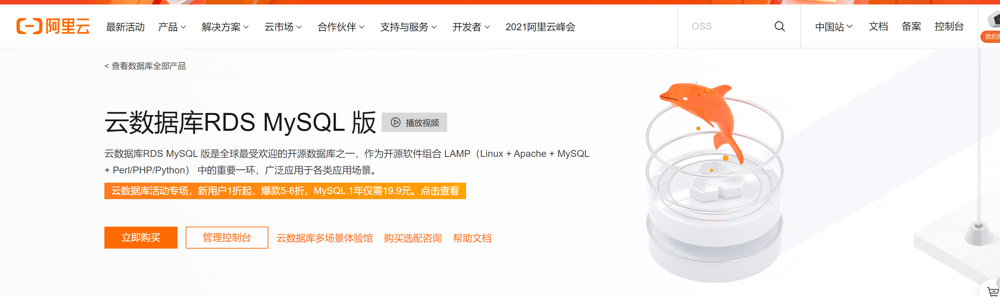 阿里云 最新活动 产品 解决方案 云市场 合作伙伴 支持与服务 开发者 2021阿里云峰会 OSS 中国站 文档 备案 控制台
我的阿
< 查看数据库全部产品
云数据库RDS MySQL 版 播放视频
云数据库RDS MySQL 版是全球最受欢迎的开源数据库之一，作为开源软件组合 LAMP（Linux + Apache + MySQL
+ Perl/PHP/Python） 中的重要一环，广泛应用于各类应用场景。
云数据库活动专场，新用户1折起，爆款5-8折，MySQL 1年仅需19.9元。点击查看
立即购买 管理控制台 云数据库多场景体验馆 购买选配咨询 帮助文档